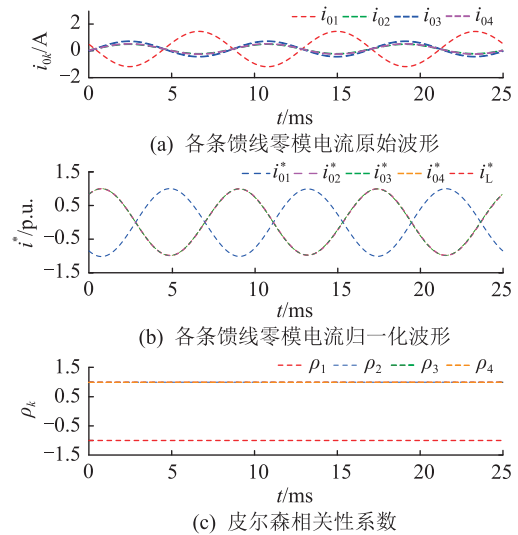 i₀₁ i₀₂ i₀₃ i₀₄
i₀ₖ/A
2
0
−2
0 5 10 15 20 25
t/ms
(a) 各条馈线零模电流原始波形
i*₀₁ i*₀₂ i*₀₃ i*₀₄ i*_L
i*/p.u.
1.5
0.5
−0.5
−1.5
0 5 10 15 20 25
t/ms
(b) 各条馈线零模电流归一化波形
ρ₁ ρ₂ ρ₃ ρ₄
ρₖ
1.5
0.5
−0.5
−1.5
0 5 10 15 20 25
t/ms
(c) 皮尔森相关性系数